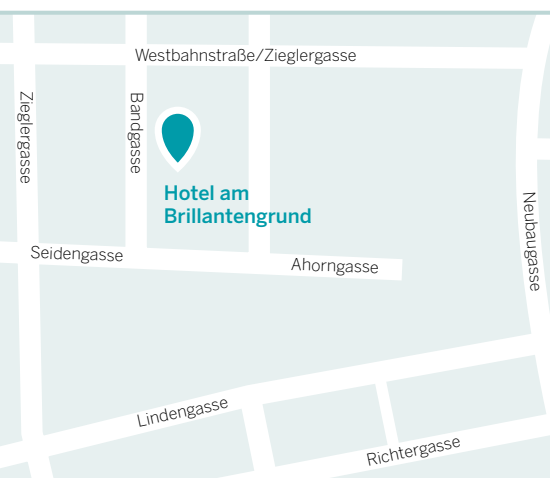 Westbahnstraße/Zieglergasse
Zieglergasse
Bandgasse
Hotel am
Brillantengrund
Neubaugasse
Seidengasse
Ahorngasse
Lindengasse
Richtergasse